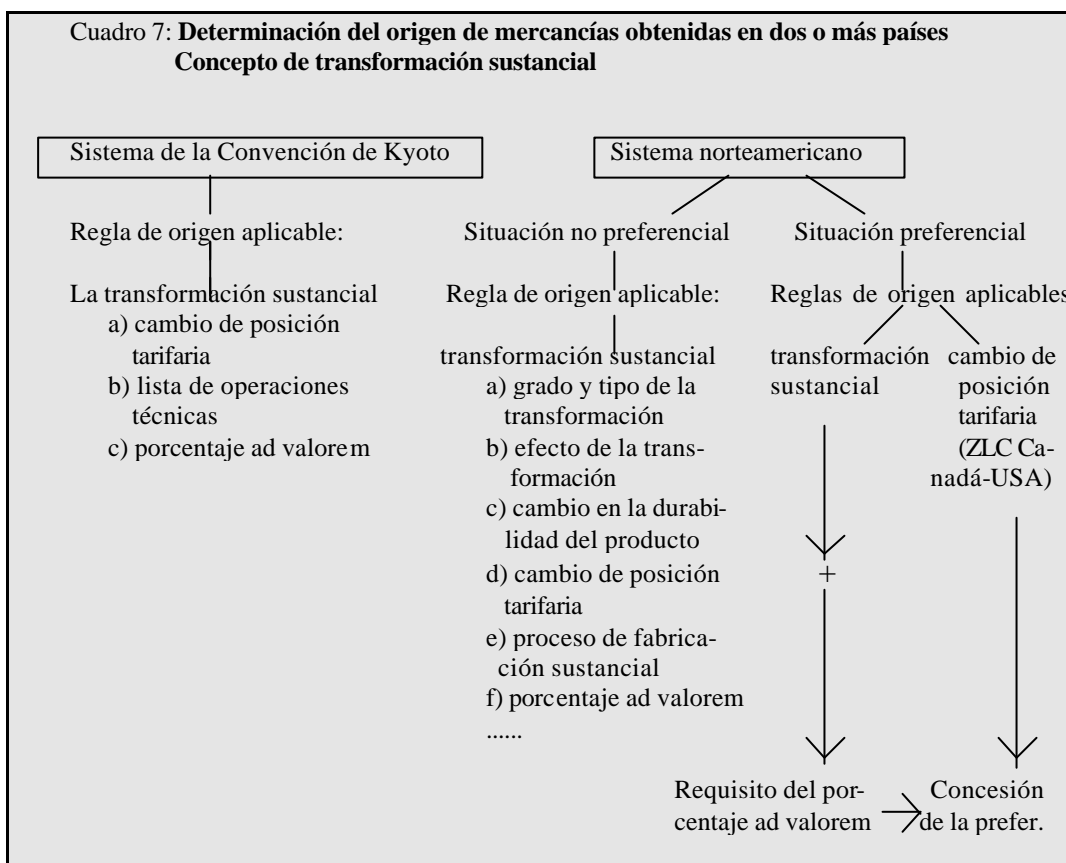 Cuadro 7: Determinación del origen de mercancías obtenidas en dos o más países
Concepto de transformación sustancial
Sistema de la Convención de Kyoto
Regla de origen aplicable:
La transformación sustancial
a) cambio de posición
tarifaria
b) lista de operaciones
técnicas
c) porcentaje ad valorem
Sistema norteamericano
Situación no preferencial
Regla de origen aplicable:
transformación sustancial
a) grado y tipo de la
transformación
b) efecto de la trans-
formación
c) cambio en la durabi-
lidad del producto
d) cambio de posición
tarifaria
e) proceso de fabrica-
ción sustancial
f) porcentaje ad valorem
......
Situación preferencial
Reglas de origen aplicables
transformación
sustancial
+
Requisito del por-
centaje ad valorem
cambio de
posición
tarifaria
(ZLC Ca-
nadá-USA)
Concesión
de la prefer.